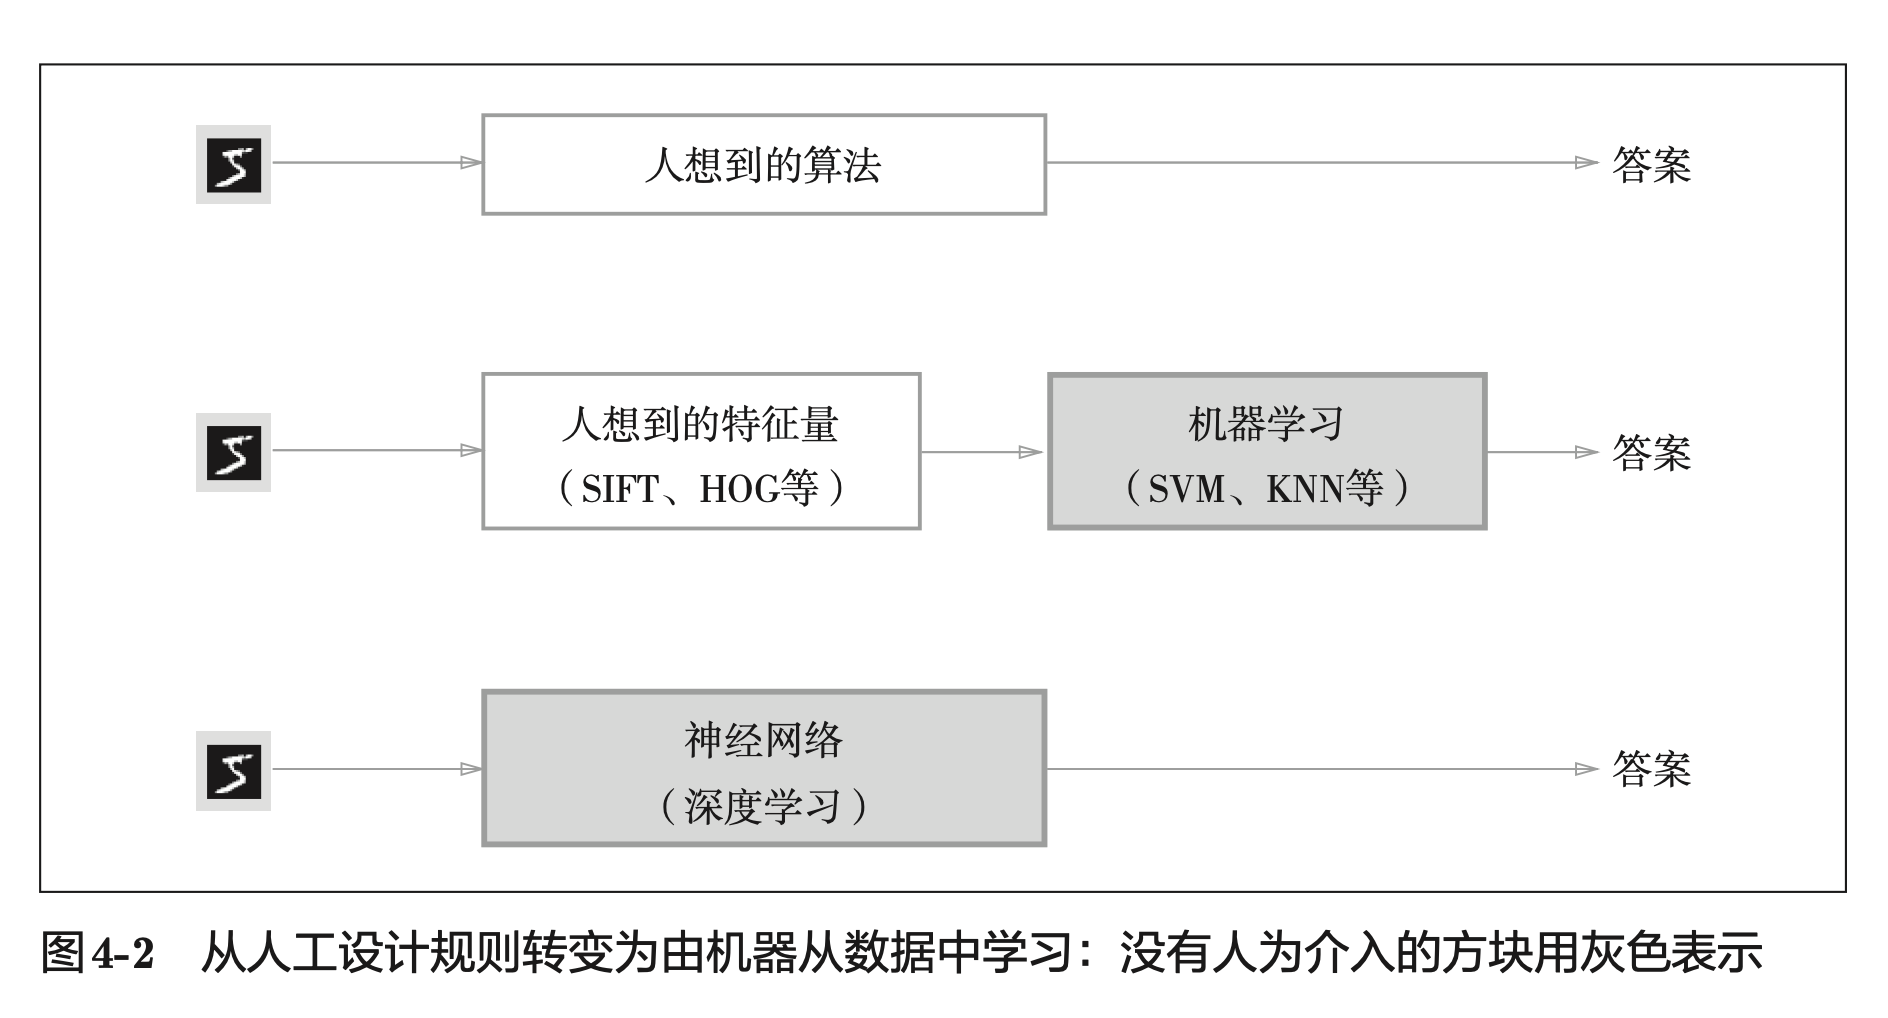 5
人想到的算法
答案
5
人想到的特征量
（SIFT、HOG等）
机器学习
（SVM、KNN等）
答案
5
神经网络
（深度学习）
答案
图4-2 从人工设计规则转变为由机器从数据中学习：没有人为介入的方块用灰色表示